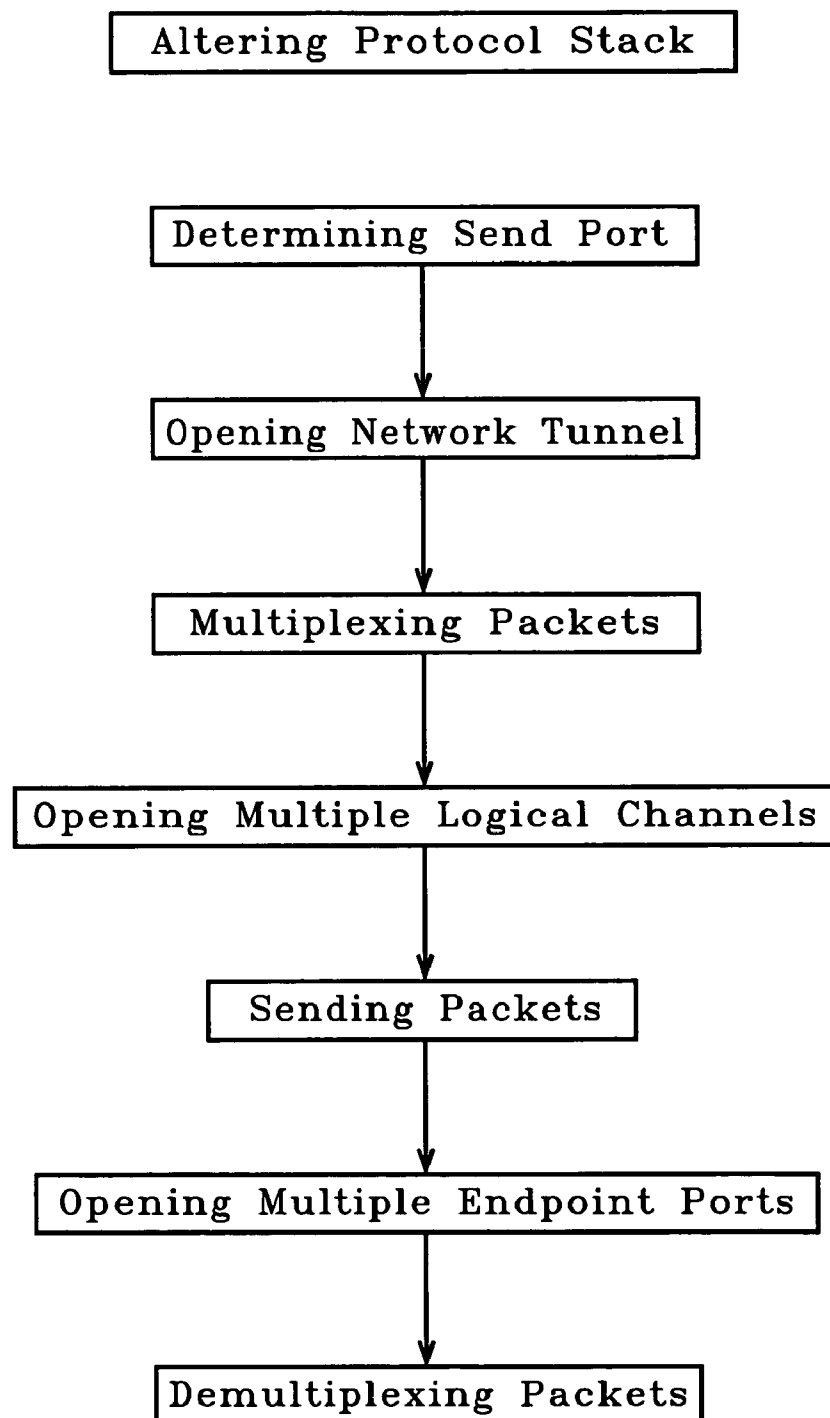 Altering Protocol Stack
Determining Send Port
Opening Network Tunnel
Multiplexing Packets
Opening Multiple Logical Channels
Sending Packets
Opening Multiple Endpoint Ports
Demultiplexing Packets